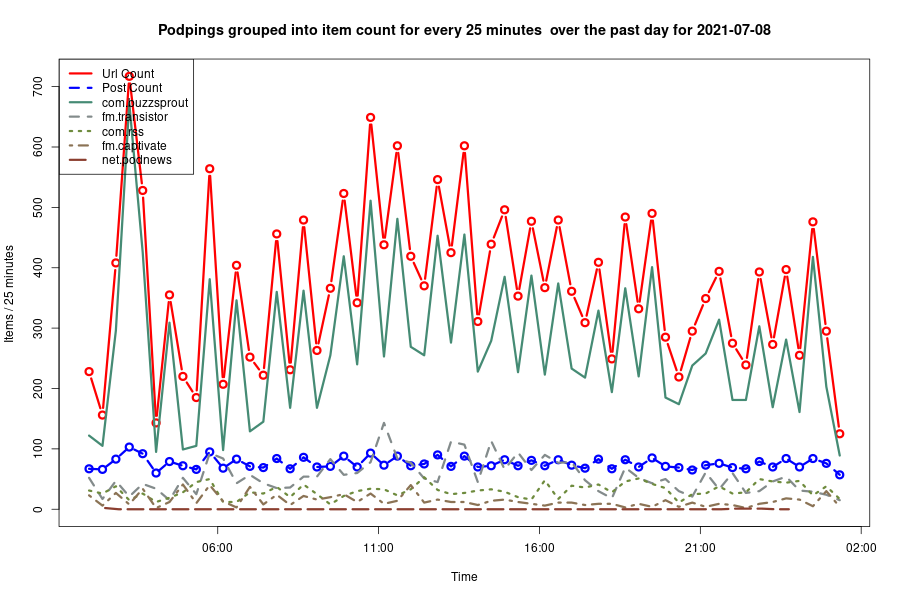 Podpings grouped into item count for every 25 minutes  over the past day for 2021-07-08
Url Count
Post Count
com.buzzsprout
fm.transistor
com.rss
fm.captivate
net.podnews
700
600
500
400
300
200
100
0
Items / 25 minutes
06:00
11:00
16:00
21:00
02:00
Time